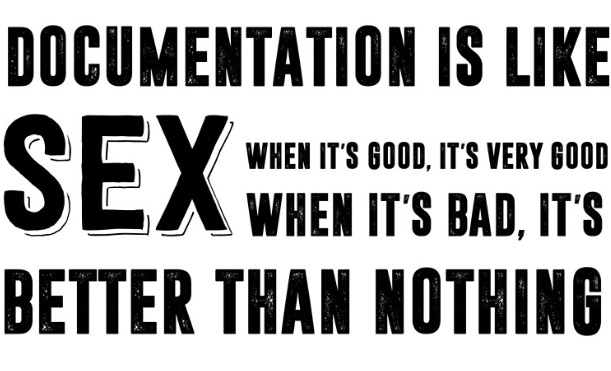 DOCUMENTATION IS LIKE
SEX
WHEN IT'S GOOD, IT'S VERY GOOD
WHEN IT'S BAD, IT'S
BETTER THAN NOTHING